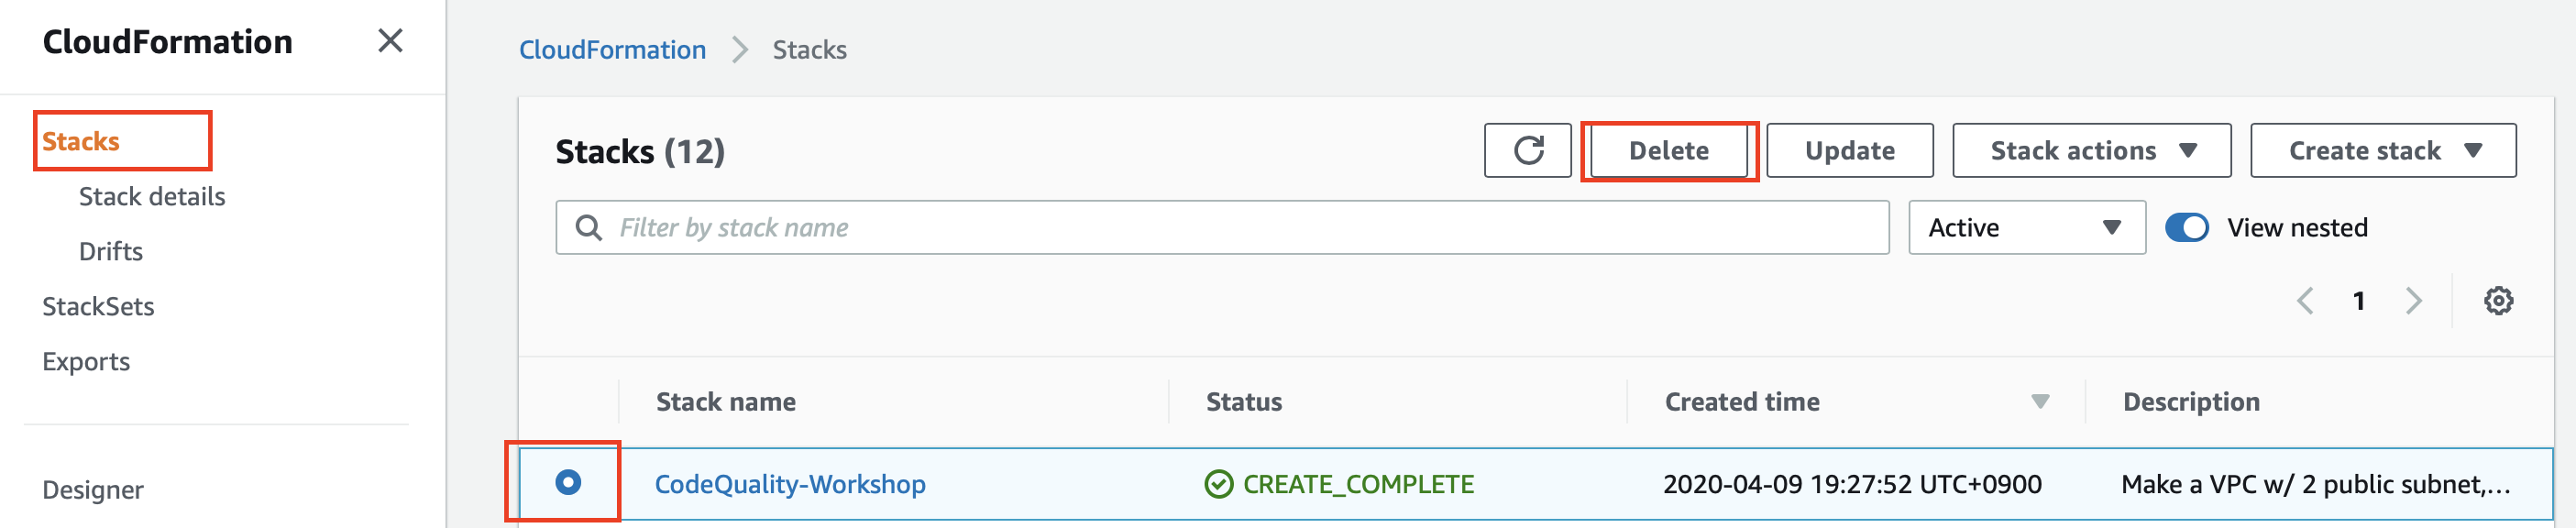 CloudFormation
Stacks
Stack details
Drifts
StackSets
Exports
Designer
CloudFormation Stacks
Stacks (12) Delete Update Stack actions Create stack
Filter by stack name Active View nested
1
Stack name Status Created time Description
CodeQuality-Workshop CREATE_COMPLETE 2020-04-09 19:27:52 UTC+0900 Make a VPC w/ 2 public subnet,...